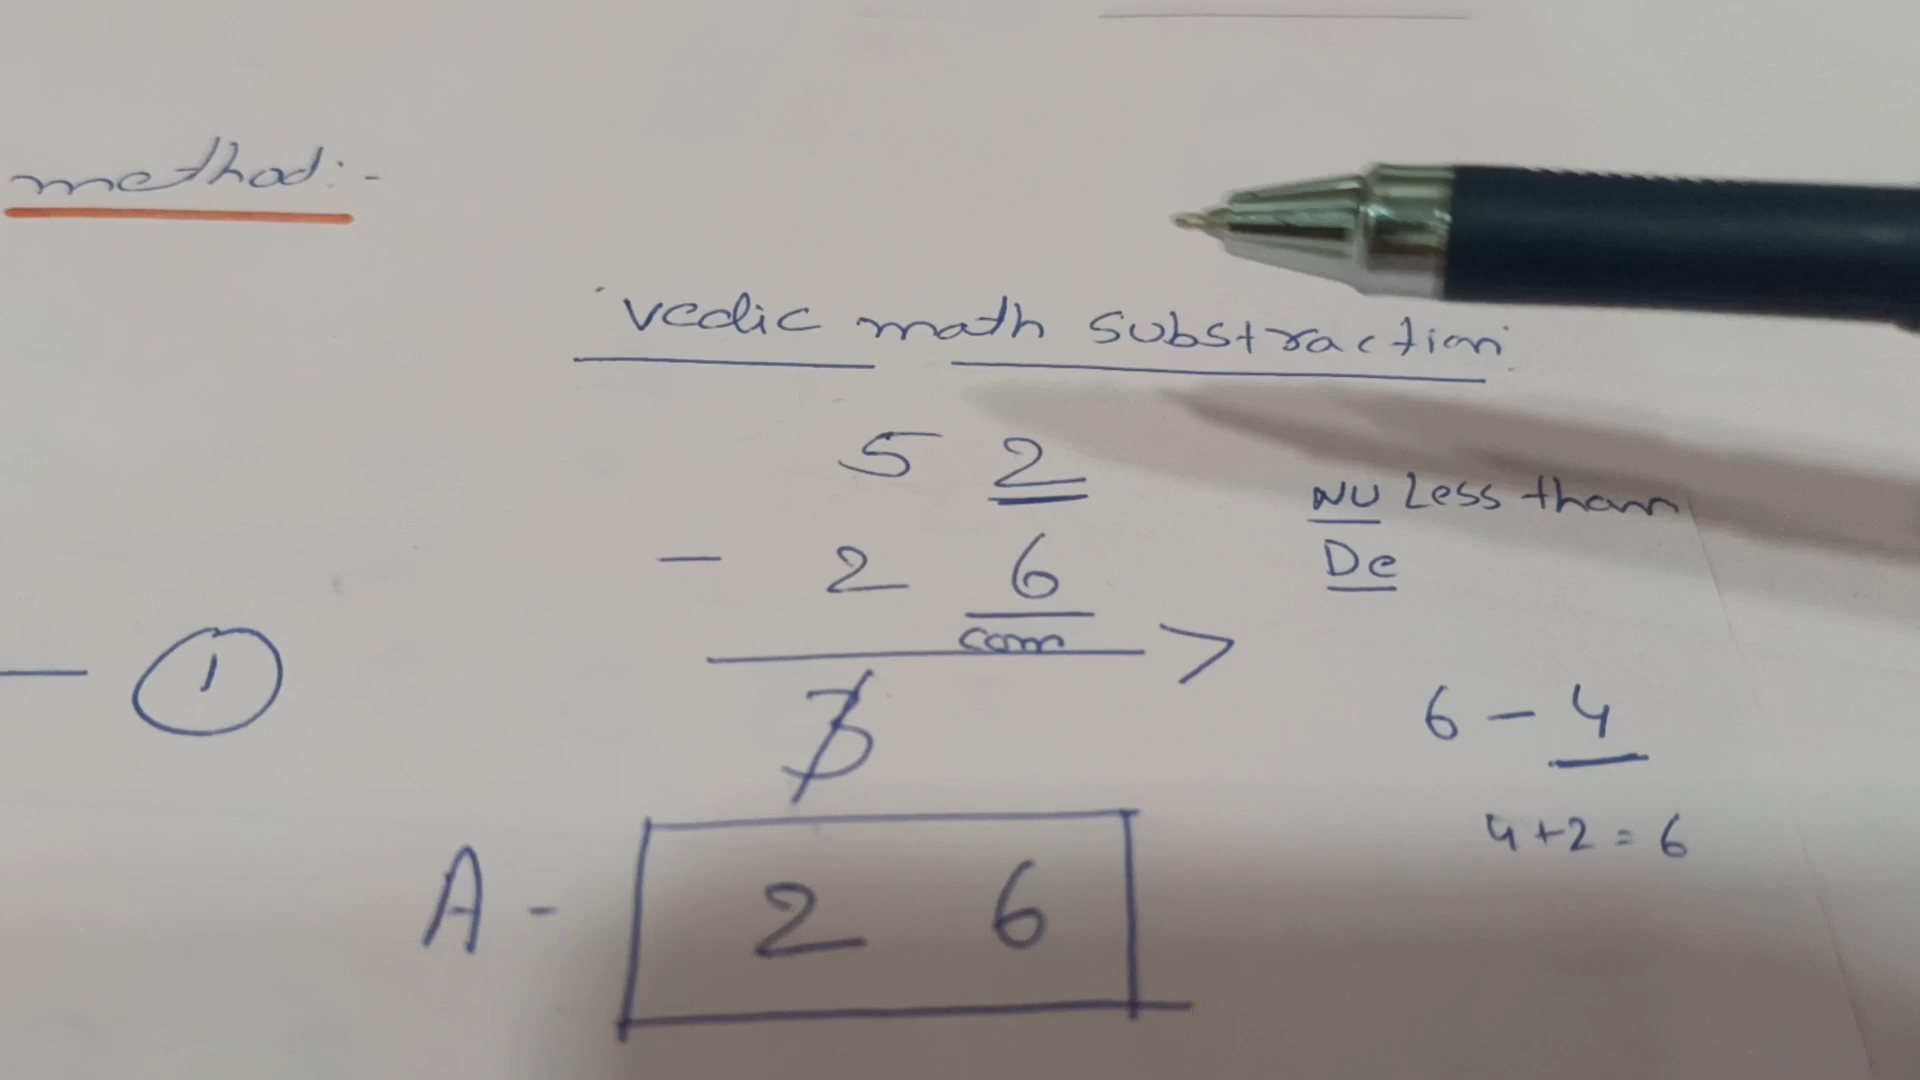 method:-
vedic math substraction
5 2
NU Less than
- 2 6
De
com >
1
3
6 - 4
4+2=6
A - 2 6